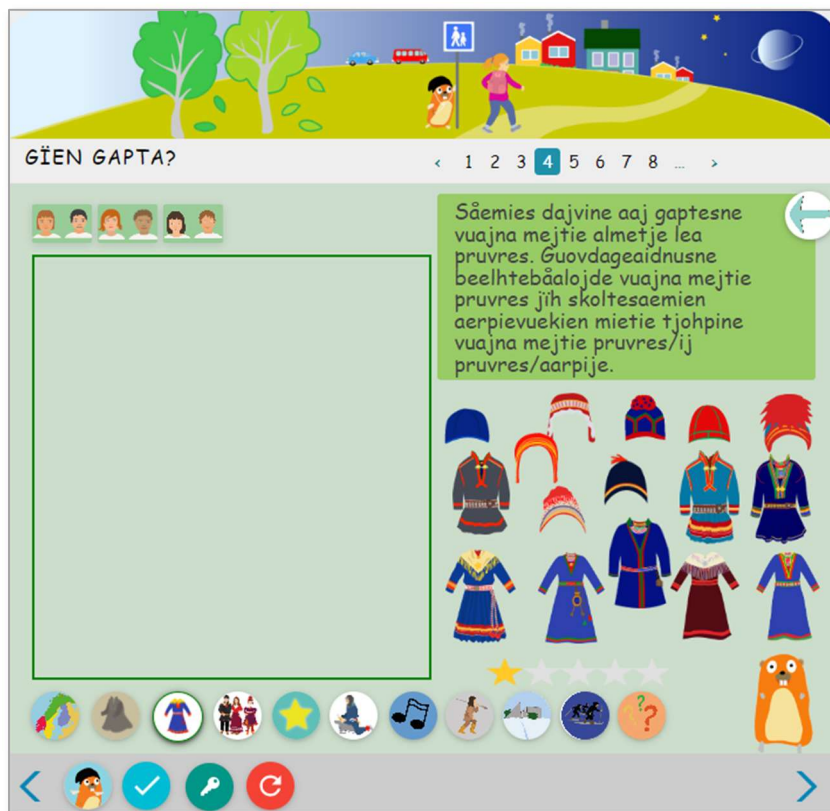 GÏEN GAPTA?
‹ 1 2 3 4 5 6 7 8 ... ›
Såemies dajvine aaj gaptesne
vuajna mejtie almetje lea
pruvres. Guovdageaidnusne
beelhtebåalojde vuajna mejtie
pruvres jïh skoltesaemien
aerpievuekien mietie tjohpine
vuajna mejtie pruvres/ij
pruvres/aarpije.